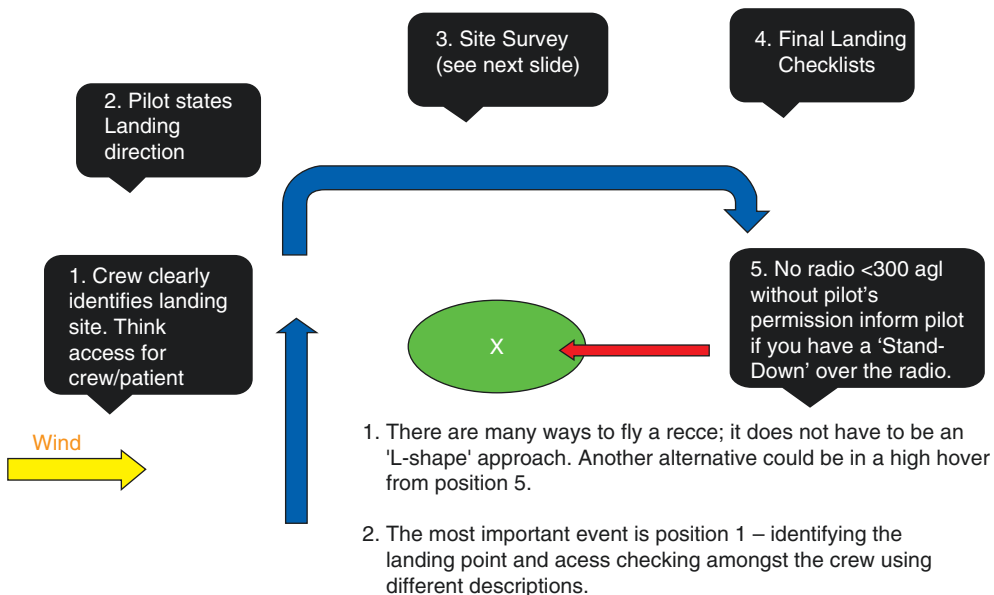 3. Site Survey
(see next slide)
4. Final Landing
Checklists
2. Pilot states
Landing
direction
1. Crew clearly
identifies landing
site. Think
access for
crew/patient
5. No radio <300 agl
without pilot's
permission inform pilot
if you have a ‘Stand-
Down’ over the radio.
X
Wind
1. There are many ways to fly a recce; it does not have to be an
'L-shape' approach. Another alternative could be in a high hover
from position 5.
2. The most important event is position 1 – identifying the
landing point and acess checking amongst the crew using
different descriptions.